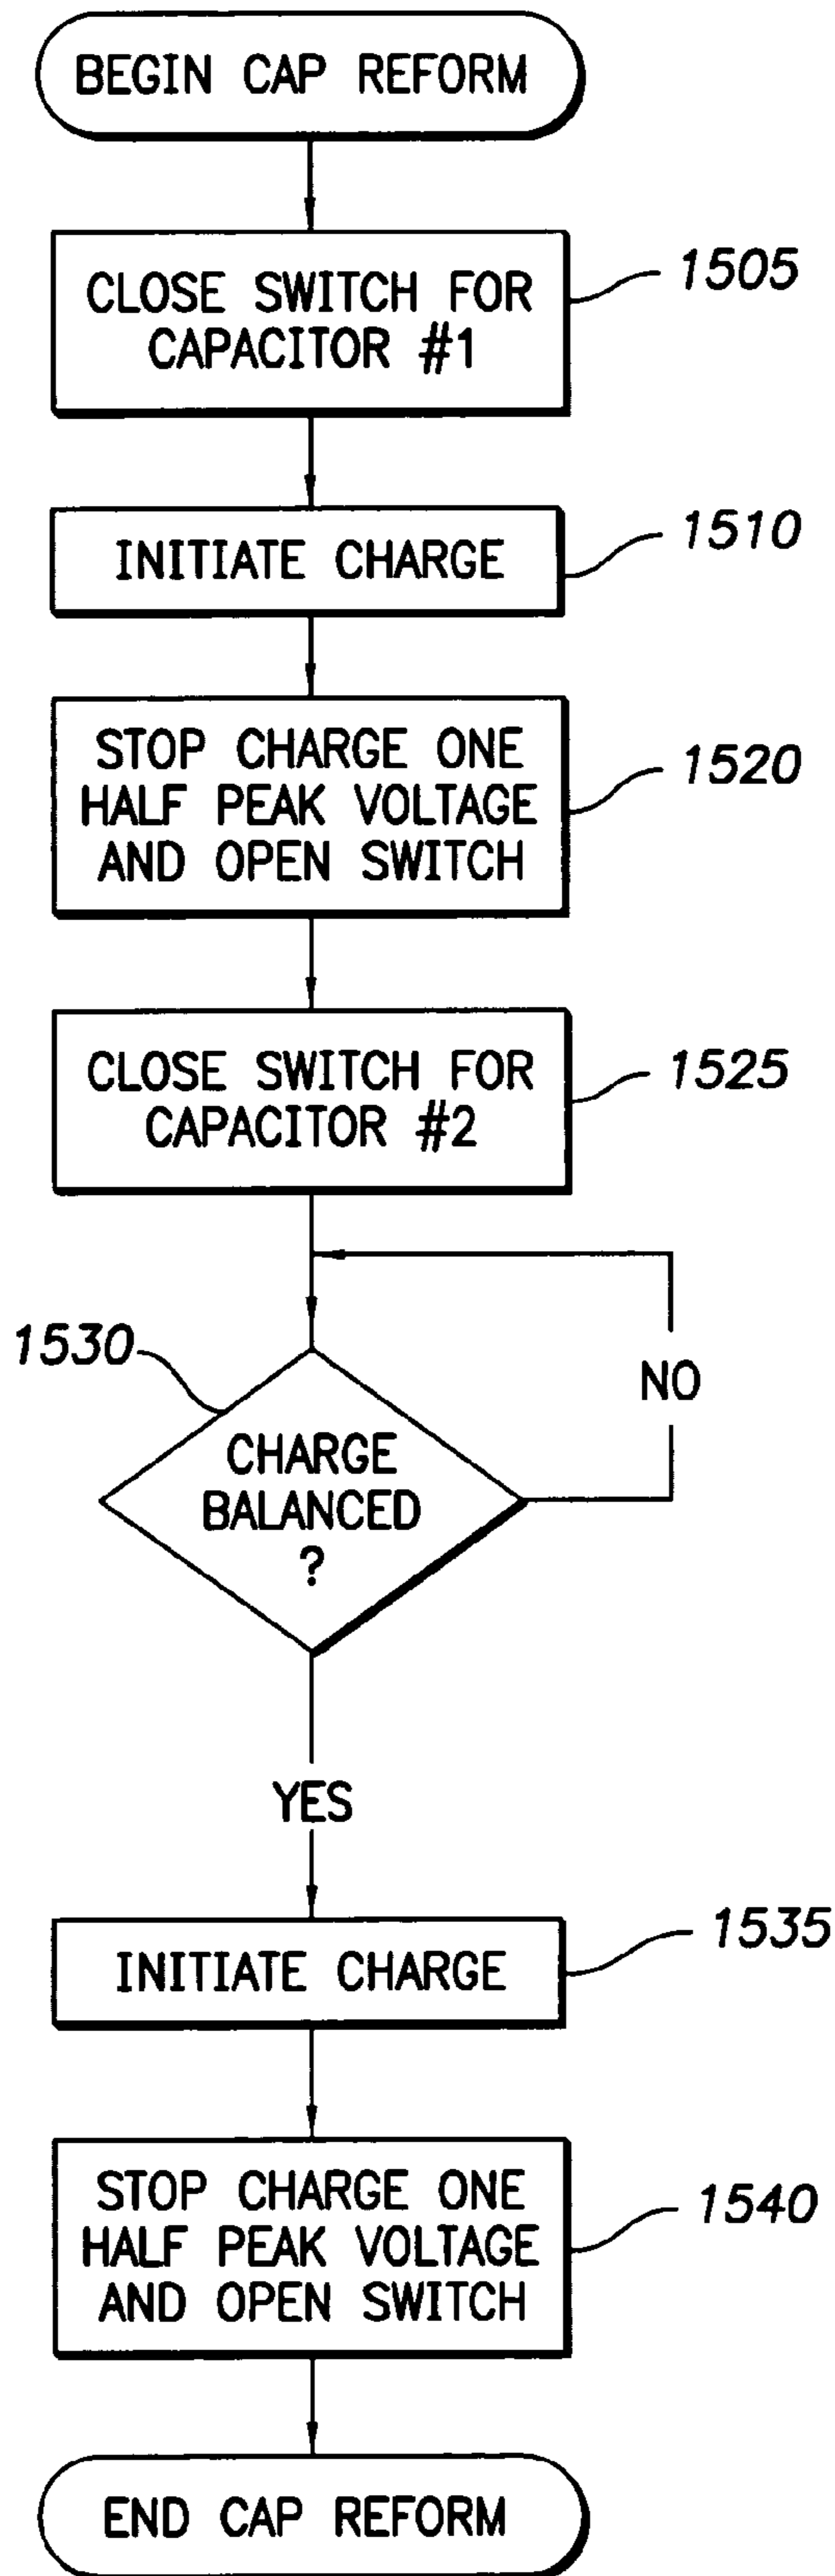 BEGIN CAP REFORM
CLOSE SWITCH FOR
CAPACITOR #1
1505
INITIATE CHARGE
1510
STOP CHARGE ONE
HALF PEAK VOLTAGE
AND OPEN SWITCH
1520
CLOSE SWITCH FOR
CAPACITOR #2
1525
1530
NO
CHARGE
BALANCED
?
YES
INITIATE CHARGE
1535
STOP CHARGE ONE
HALF PEAK VOLTAGE
AND OPEN SWITCH
1540
END CAP REFORM